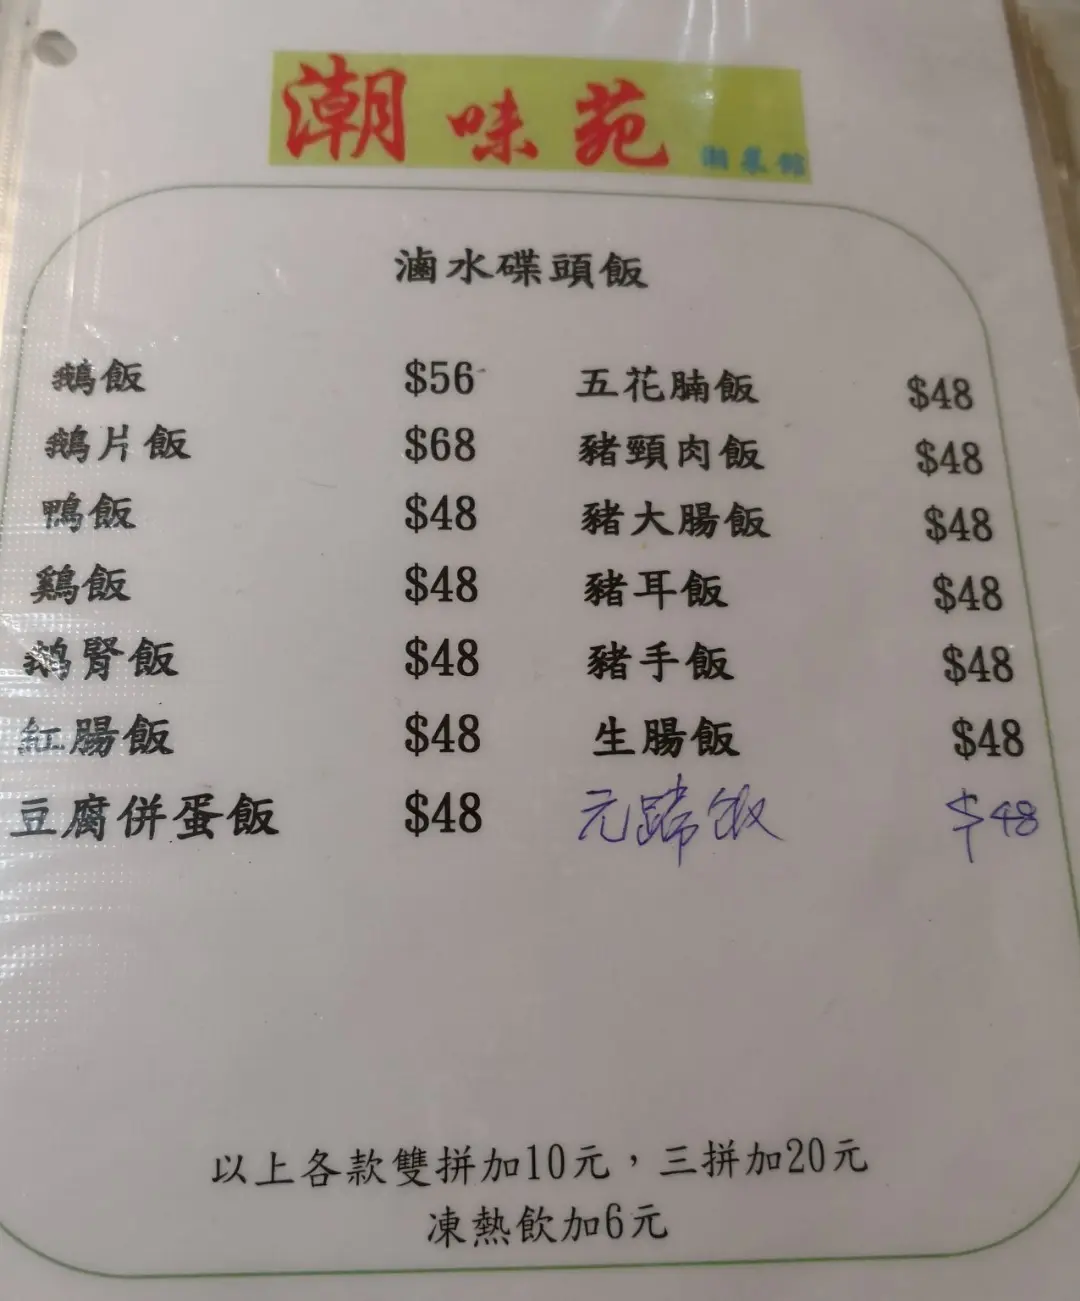 潮味苑 潮菜館
滷水碟頭飯
鵝飯 $56 五花腩飯 $48
鵝片飯 $68 豬頸肉飯 $48
鴨飯 $48 豬大腸飯 $48
鷄飯 $48 豬耳飯 $48
鵝腎飯 $48 豬手飯 $48
紅腸飯 $48 生腸飯 $48
豆腐併蛋飯 $48 元蹄飯 $48
以上各款雙拼加10元，三拼加20元
凍熱飲加6元